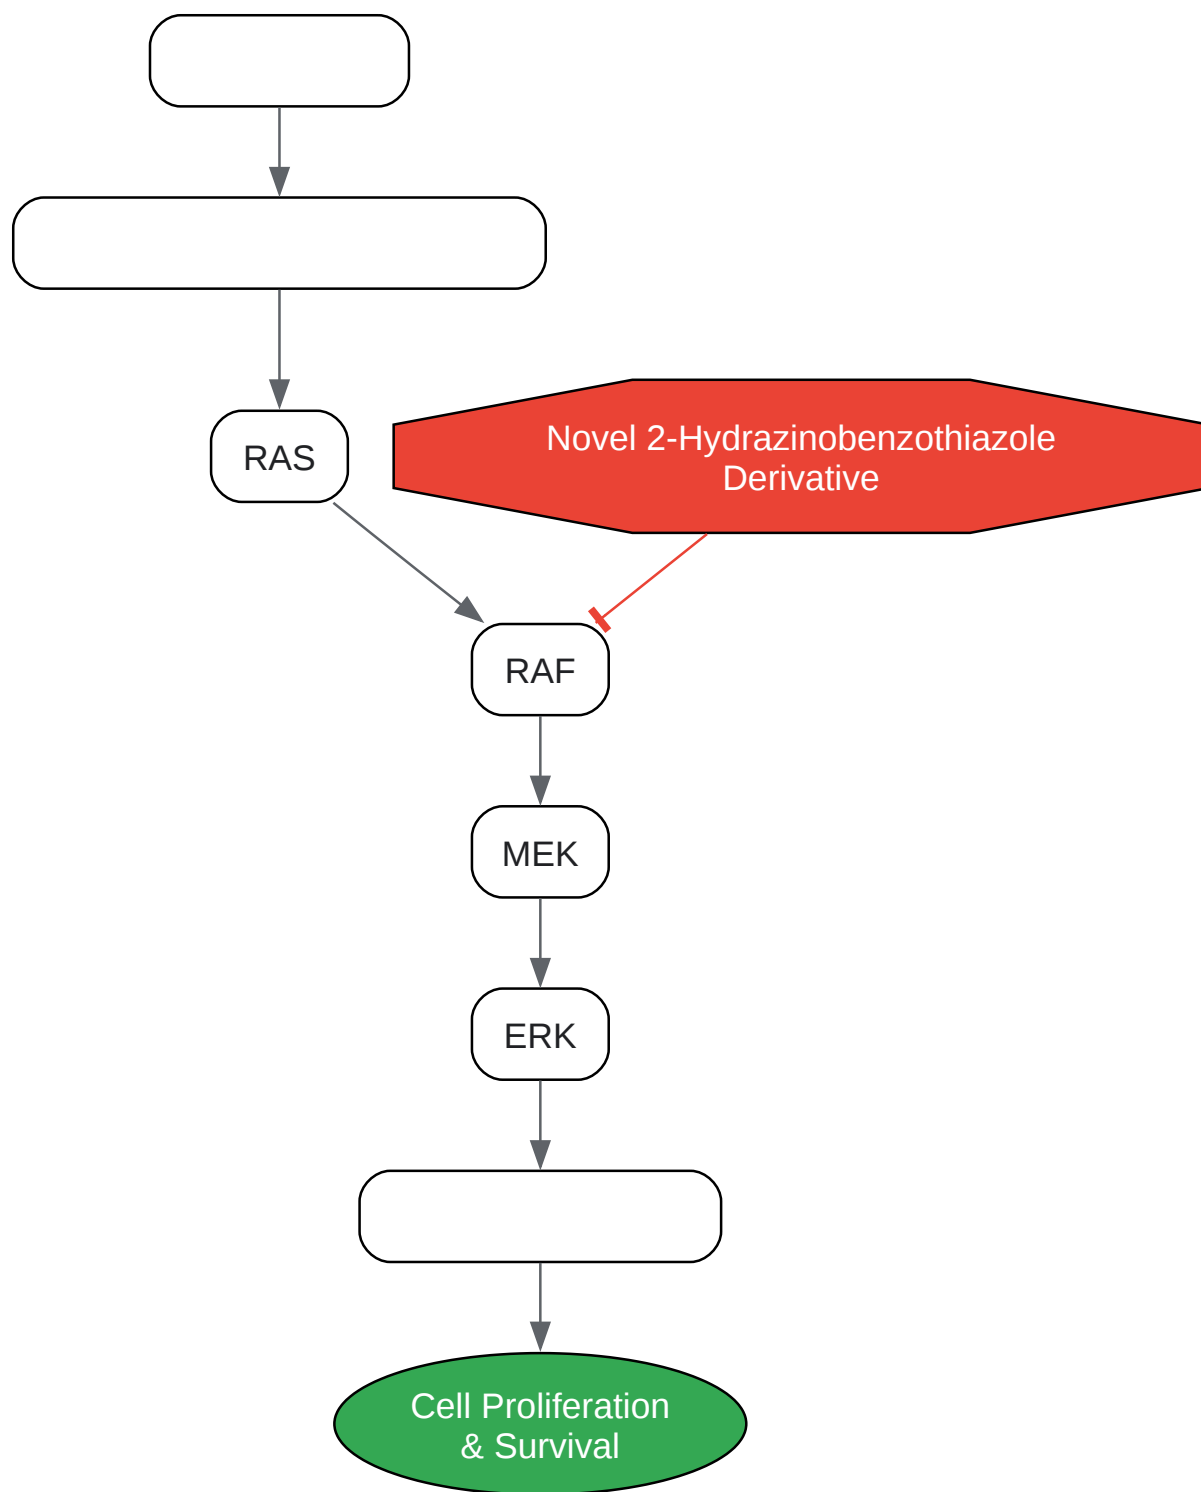 RAS
Novel 2-Hydrazinobenzothiazole
Derivative
RAF
MEK
ERK
Cell Proliferation
& Survival